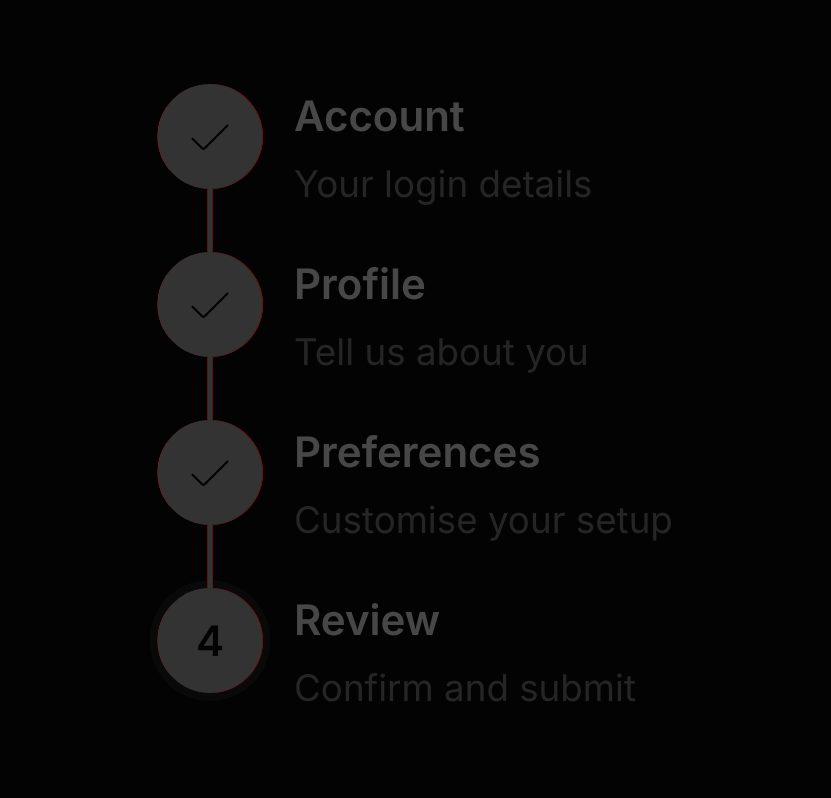 Account
Your login details
Profile
Tell us about you
Preferences
Customise your setup
4
Review
Confirm and submit